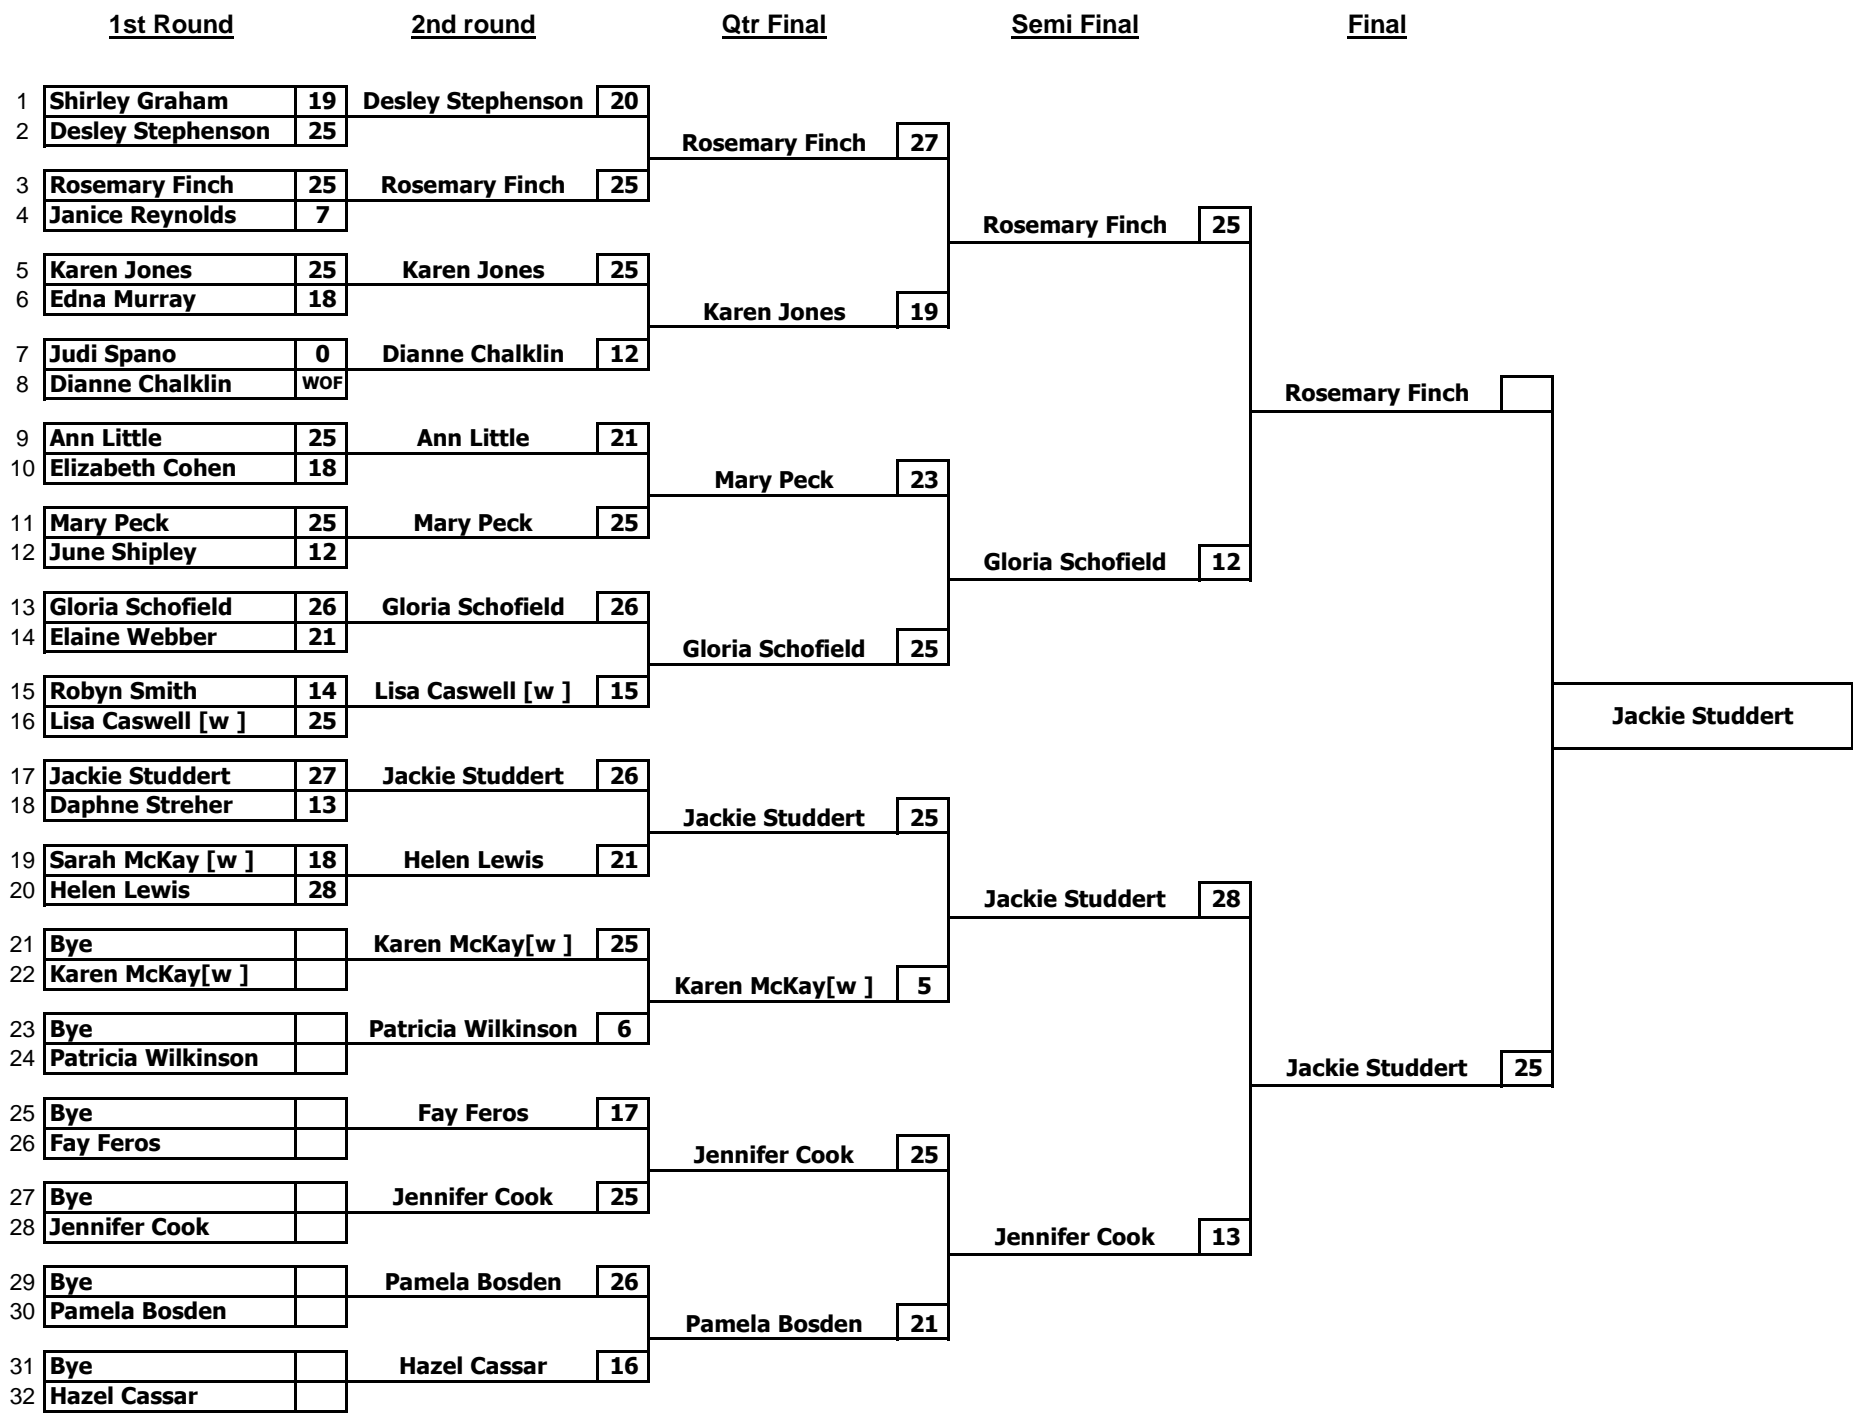 1st Round 2nd round Qtr Final Semi Final Final
1 Shirley Graham 19 Desley Stephenson 20
2 Desley Stephenson 25
Rosemary Finch 27
3 Rosemary Finch 25 Rosemary Finch 25
4 Janice Reynolds 7
Rosemary Finch 25
5 Karen Jones 25 Karen Jones 25
6 Edna Murray 18
Karen Jones 19
7 Judi Spano 0 Dianne Chalklin 12
8 Dianne Chalklin WOF
Rosemary Finch
9 Ann Little 25 Ann Little 21
10 Elizabeth Cohen 18
Mary Peck 23
11 Mary Peck 25 Mary Peck 25
12 June Shipley 12
Gloria Schofield 12
13 Gloria Schofield 26 Gloria Schofield 26
14 Elaine Webber 21
Gloria Schofield 25
15 Robyn Smith 14 Lisa Caswell [w ] 15
16 Lisa Caswell [w ] 25
Jackie Studdert
17 Jackie Studdert 27 Jackie Studdert 26
18 Daphne Streher 13
Jackie Studdert 25
19 Sarah McKay [w ] 18 Helen Lewis 21
20 Helen Lewis 28
Jackie Studdert 28
21 Bye Karen McKay[w ] 25
22 Karen McKay[w ]
Karen McKay[w ] 5
23 Bye Patricia Wilkinson 6
24 Patricia Wilkinson
Jackie Studdert 25
25 Bye Fay Feros 17
26 Fay Feros
Jennifer Cook 25
27 Bye Jennifer Cook 25
28 Jennifer Cook
Jennifer Cook 13
29 Bye Pamela Bosden 26
30 Pamela Bosden
Pamela Bosden 21
31 Bye Hazel Cassar 16
32 Hazel Cassar